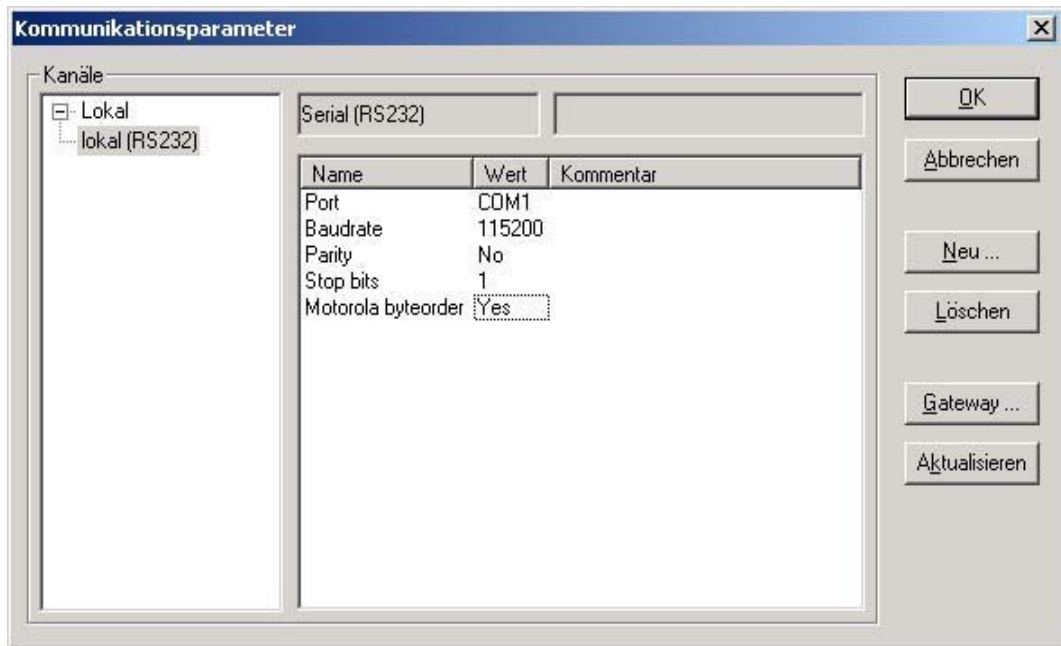 Kommunikationsparameter
Kanäle
Lokal
lokal (RS232)
Serial (RS232)
Name Wert Kommentar
Port COM1
Baudrate 115200
Parity No
Stop bits 1
Motorola byteorder Yes
OK
Abbrechen
Neu ...
Löschen
Gateway ...
Aktualisieren